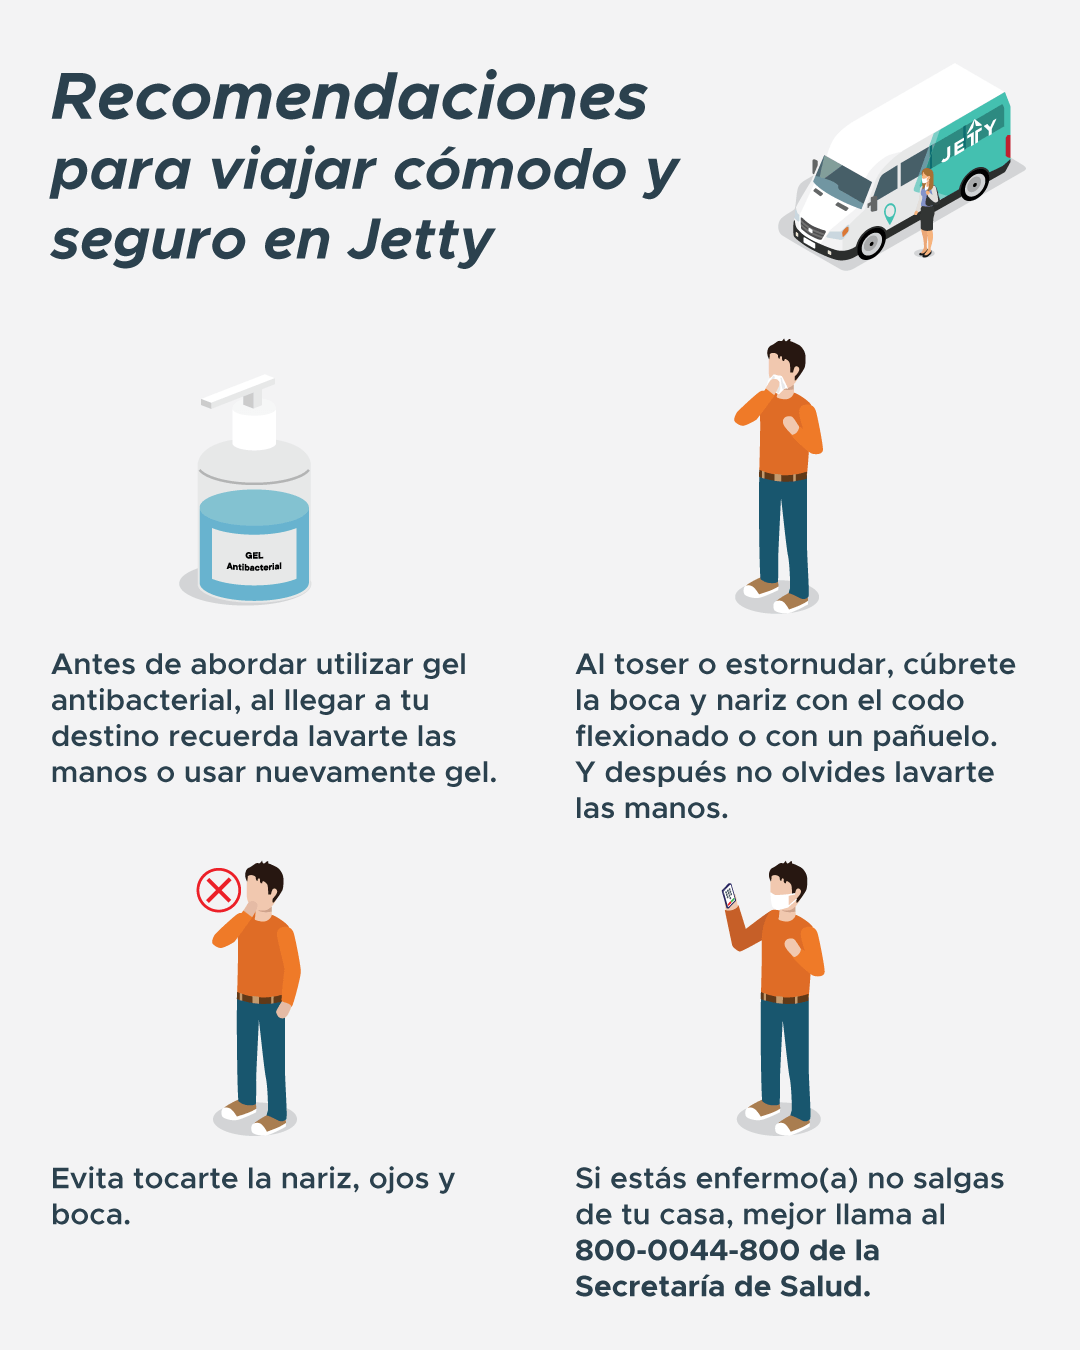 Recomendaciones
para viajar cómodo y
seguro en Jetty
JETTY
GEL
Antibacterial
Antes de abordar utilizar gel
antibacterial, al llegar a tu
destino recuerda lavarte las
manos o usar nuevamente gel.
Al toser o estornudar, cúbrete
la boca y nariz con el codo
flexionado o con un pañuelo.
Y después no olvides lavarte
las manos.
Evita tocarte la nariz, ojos y
boca.
Si estás enfermo(a) no salgas
de tu casa, mejor llama al
800-0044-800 de la
Secretaría de Salud.